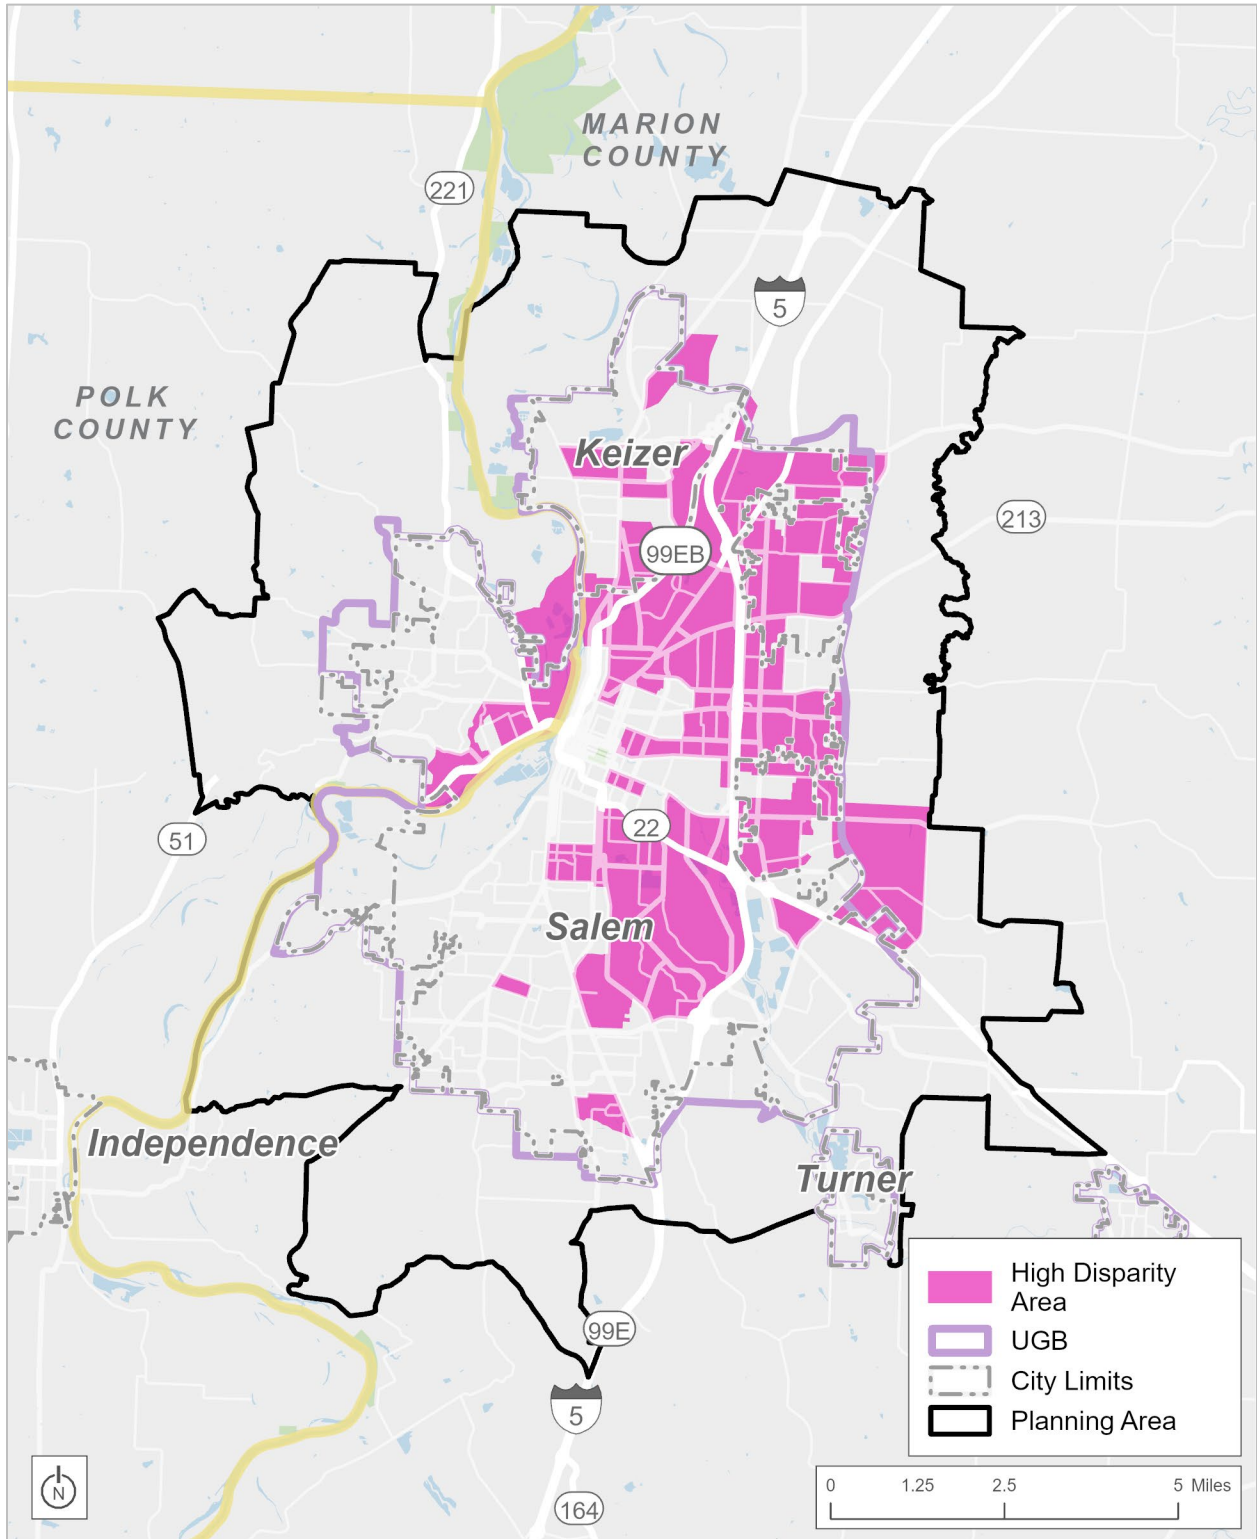 MARION
COUNTY
221
5
POLK
COUNTY
Keizer
213
99EB
51
22
Salem
Independence
Turner
High Disparity
Area
UGB
City Limits
Planning Area
99E
5
N
0 1.25 2.5 5 Miles
164